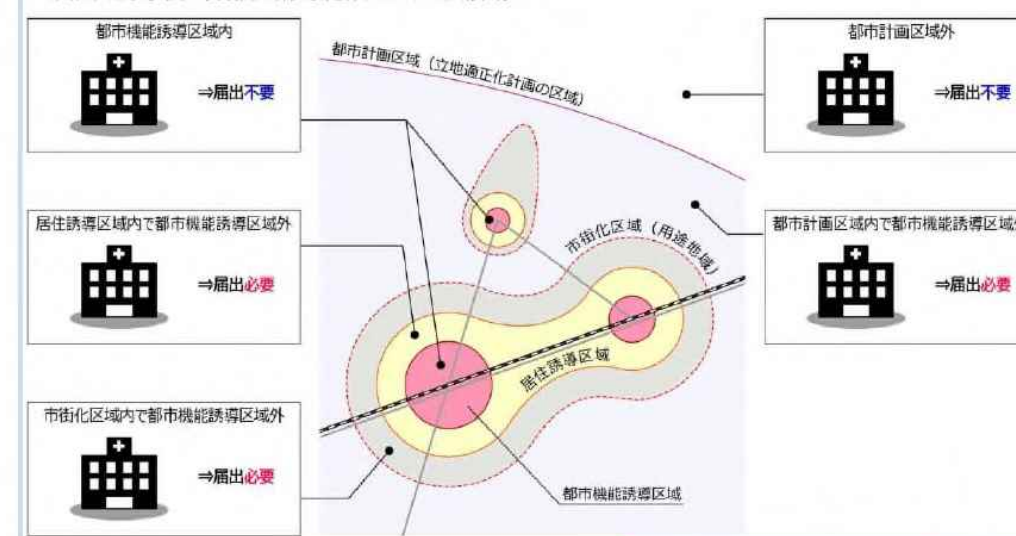 都市機能誘導区域内
⇒届出不要
居住誘導区域内で都市機能誘導区域外
⇒届出必要
市街化区域内で都市機能誘導区域外
⇒届出必要
都市計画区域（立地適正化計画の区域）
市街化区域（用途地域）
居住誘導区域
都市機能誘導区域
都市計画区域外
⇒届出不要
都市計画区域内で都市機能誘導区域
⇒届出必要